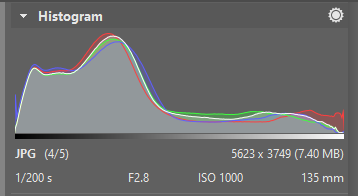 Histogram
JPG (4/5) 5623 x 3749 (7.40 MB)
1/200 s F2.8 ISO 1000 135 mm